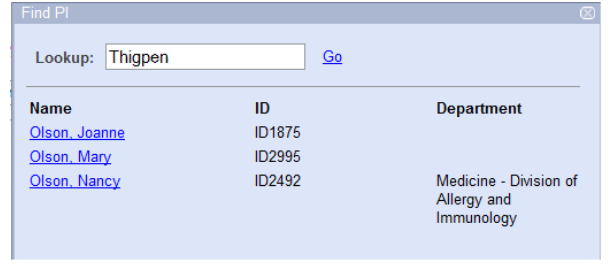 Find PI
Lookup: Thigpen Go
Name ID Department
Olson, Joanne ID1875
Olson, Mary ID2995
Olson, Nancy ID2492 Medicine - Division of
Allergy and
Immunology